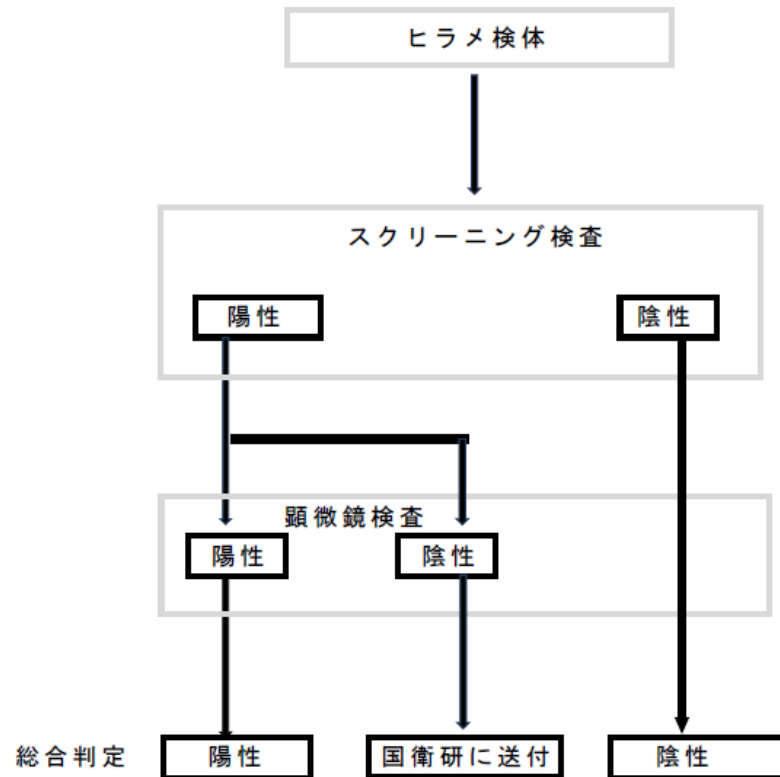 ヒラメ検体
スクリーニング検査
陽性
陰性
顕微鏡検査
陽性
陰性
総合判定
陽性
国衛研に送付
陰性